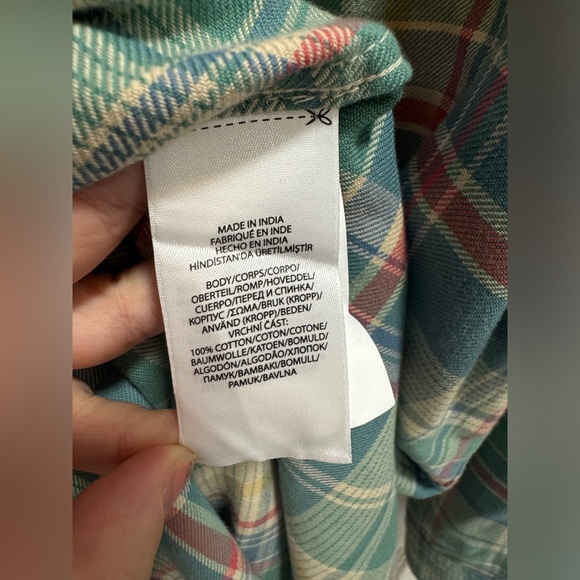 MADE IN INDIA
FABRIQUÉ EN INDE
HECHO EN INDIA
HİNDİSTAN'DA ÜRETİLMİŞTİR
BODY/CORPS/CORPO/
OBERTEIL/ROMP/HOVEDDEL/
CUERPO/ПЕРЕД И СПИНКА/
КОРПУС /ΣΩΜΑ/BRUK (KROPP)/
ANVÄND (KROPP)/BEDEN/
VRCHNÍ ČÁST:
100% COTTON/COTON/COTONE/
BAUMWOLLE/KATOEN/BOMULD/
ALGODÓN/ALGODÃO/ХЛОПОК/
ПАМУК/BAMBAKI/BOMULL/
PAMUK/BAVLNA